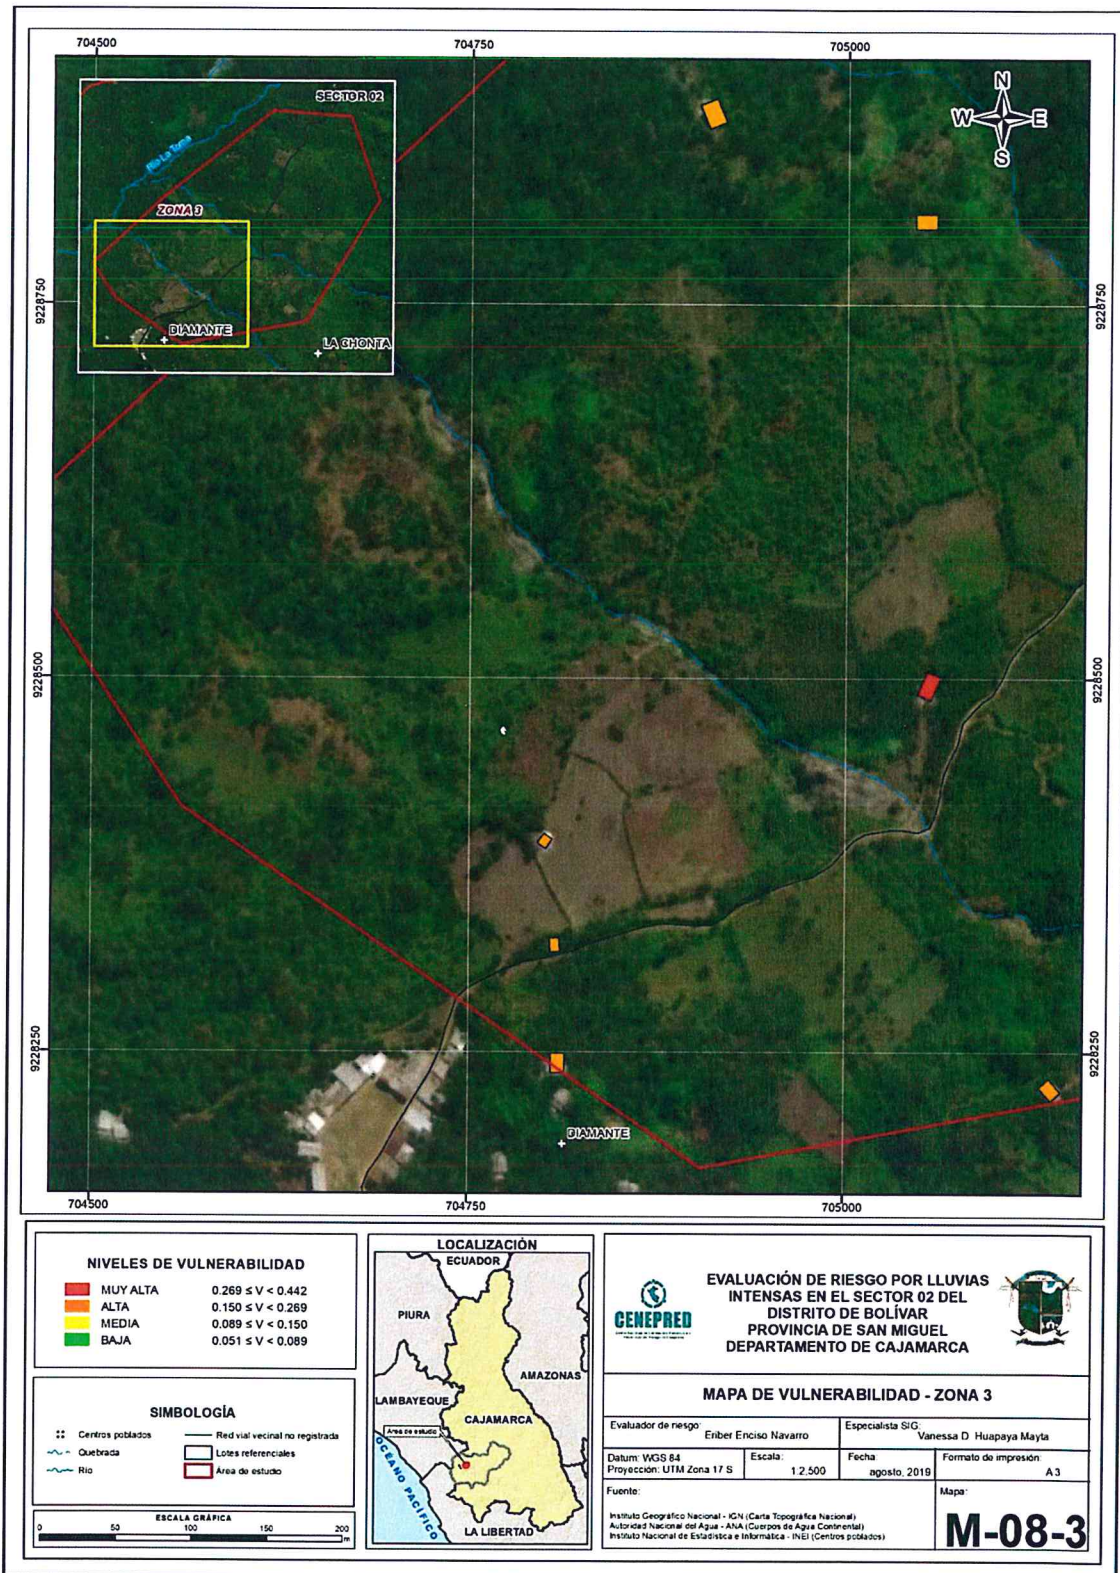 704500
704750
705000
SECTOR 02
Río La Toma
ZONA 3
DIAMANTE
LA CHONTA
N
W
E
S
9228750
9228750
9228500
9228500
9228250
9228250
DIAMANTE
704500
704750
705000
NIVELES DE VULNERABILIDAD
MUY ALTA 0.269 ≤ V < 0.442
ALTA 0.150 ≤ V < 0.269
MEDIA 0.089 ≤ V < 0.150
BAJA 0.051 ≤ V < 0.089
SIMBOLOGÍA
Centros poblados
Red vial vecinal no registrada
Quebrada
Lotes referenciales
Río
Área de estudio
ESCALA GRÁFICA
0 50 100 150 200
m
LOCALIZACIÓN
ECUADOR
PIURA
AMAZONAS
LAMBAYEQUE
CAJAMARCA
Área de estudio
OCÉANO PACÍFICO
LA LIBERTAD
CENEPRED
EVALUACIÓN DE RIESGO POR LLUVIAS
INTENSAS EN EL SECTOR 02 DEL
DISTRITO DE BOLÍVAR
PROVINCIA DE SAN MIGUEL
DEPARTAMENTO DE CAJAMARCA
MAPA DE VULNERABILIDAD - ZONA 3
Evaluador de riesgo:
Eriber Enciso Navarro
Especialista SIG:
Vanessa D. Huapaya Mayta
Datum: WGS 84
Proyección: UTM Zona 17 S
Escala:
1:2,500
Fecha
agosto, 2019
Formato de impresión:
A3
Fuente:
Instituto Geográfico Nacional - IGN (Carta Topográfica Nacional)
Autoridad Nacional del Agua - ANA (Cuerpos de Agua Continental)
Instituto Nacional de Estadística e Informática - INEI (Centros poblados)
Mapa:
M-08-3